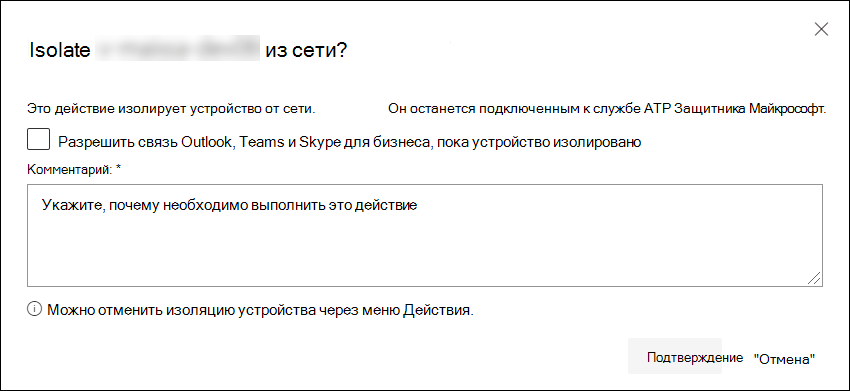 Isolate из сети?
Это действие изолирует устройство от сети. Он останется подключенным к службе ATP Защитника Майкрософт.
Разрешить связь Outlook, Teams и Skype для бизнеса, пока устройство изолировано
Комментарий: *
Укажите, почему необходимо выполнить это действие
Можно отменить изоляцию устройства через меню Действия.
Подтверждение "Отмена"